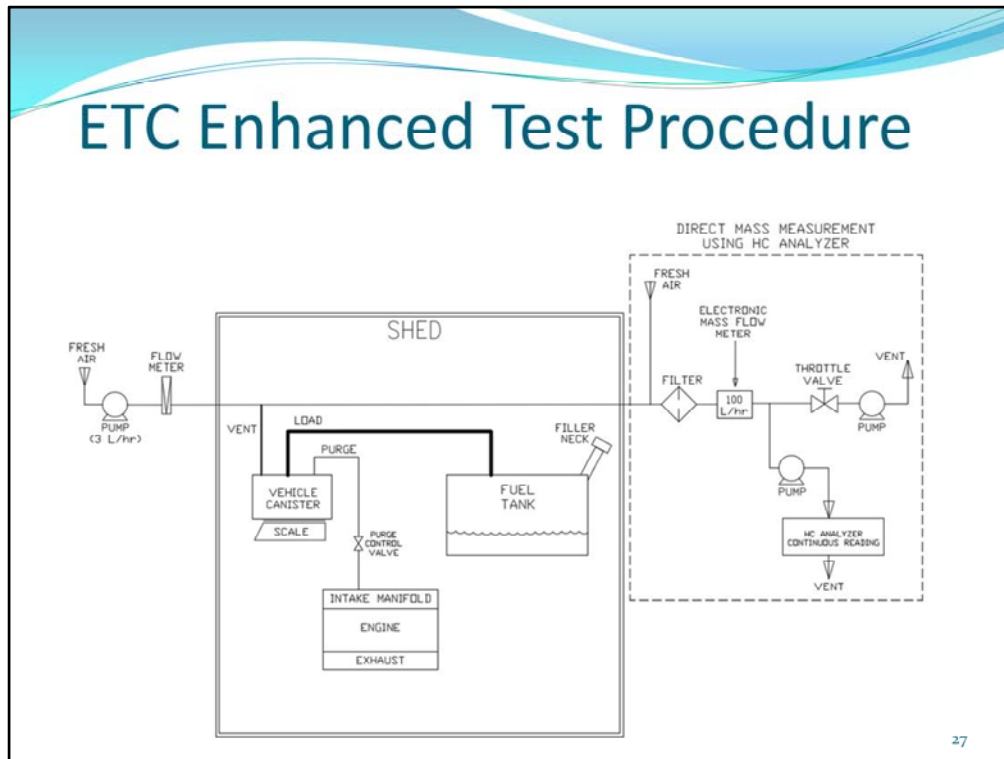 ETC Enhanced Test Procedure
DIRECT MASS MEASUREMENT
USING HC ANALYZER
FRESH
AIR
FLOW
METER
PUMP
(3 L/hr)
SHED
VENT
LOAD
PURGE
VEHICLE
CANISTER
SCALE
PURGE
CONTROL
VALVE
INTAKE MANIFOLD
ENGINE
EXHAUST
FILLER
NECK
FUEL
TANK
FRESH
AIR
ELECTRONIC
MASS FLOW
METER
FILTER
100
L/hr
THROTTLE
VALVE
VENT
PUMP
PUMP
HC ANALYZER
CONTINUOUS READING
VENT
27